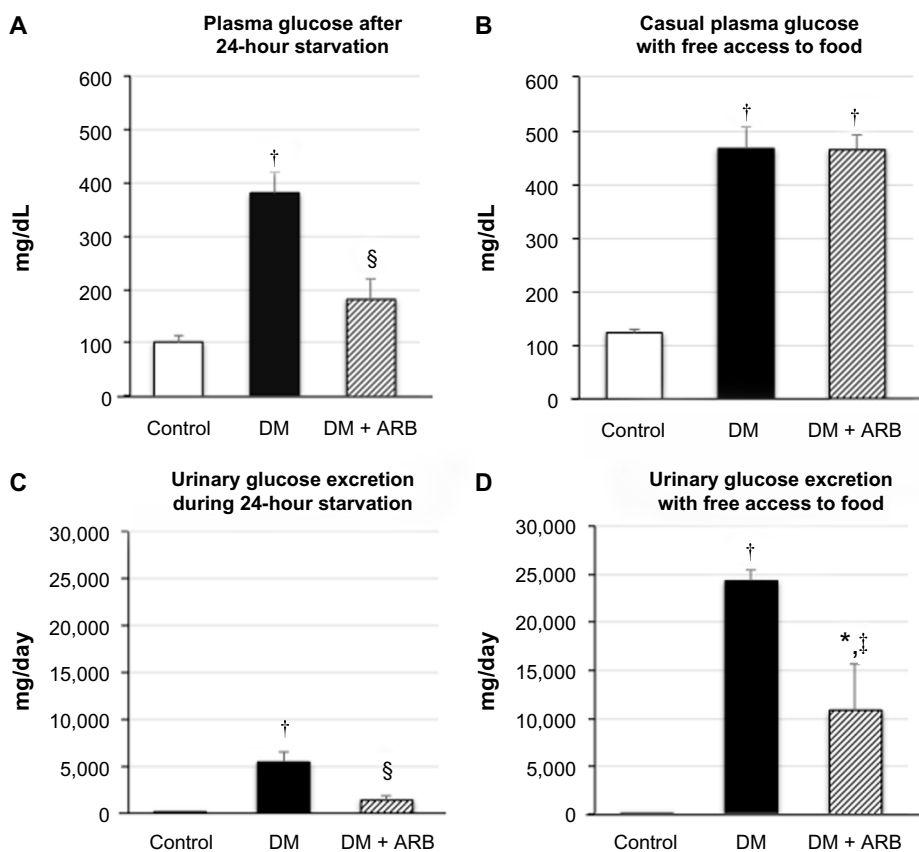 A
Plasma glucose after
24-hour starvation
mg/dL
600
500
400
300
200
100
0
†
§
Control
DM
DM + ARB
B
Casual plasma glucose
with free access to food
mg/dL
600
500
400
300
200
100
0
†
†
Control
DM
DM + ARB
C
Urinary glucose excretion
during 24-hour starvation
mg/day
30,000
25,000
20,000
15,000
10,000
5,000
0
†
§
Control
DM
DM + ARB
D
Urinary glucose excretion
with free access to food
mg/day
30,000
25,000
20,000
15,000
10,000
5,000
0
†
*,‡
Control
DM
DM + ARB